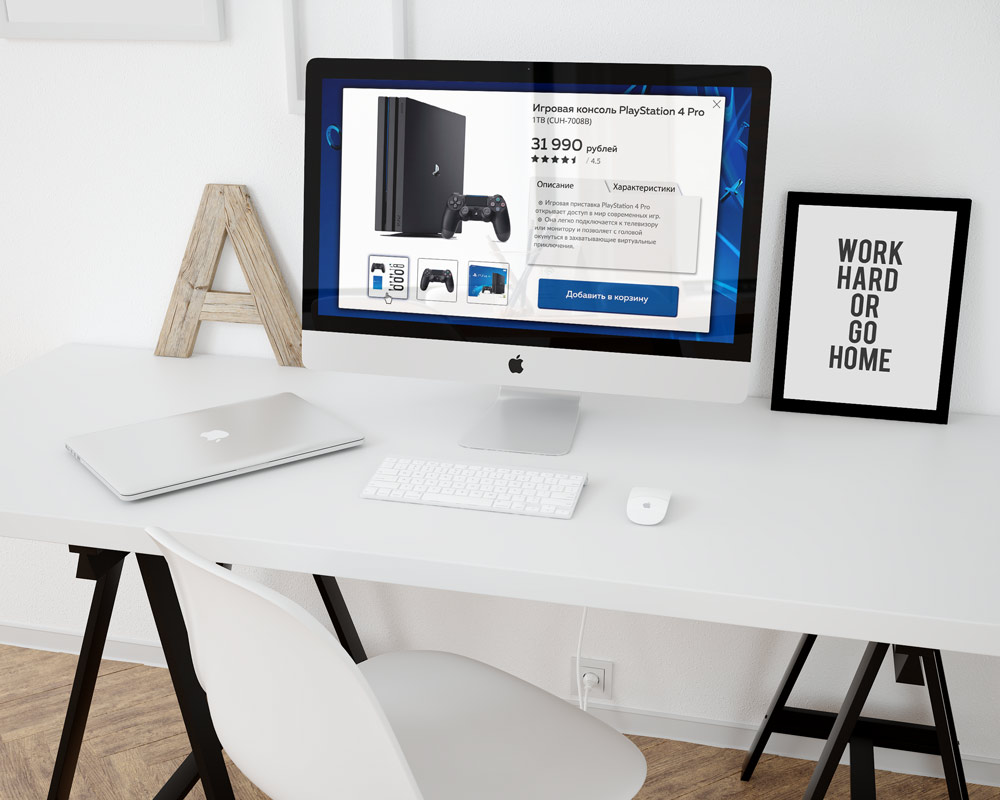 Игровая консоль PlayStation 4 Pro
1TB (CUH-7008B)
31 990 рублей
/ 4.5
Описание
Характеристики
Игровая приставка PlayStation 4 Pro
открывает доступ в мир современных игр.
Она легко подключается к телевизору
или монитору и позволяет с головой
окунуться в захватывающие виртуальные
приключения.
Добавить в корзину
A
WORK
HARD
OR
GO
HOME